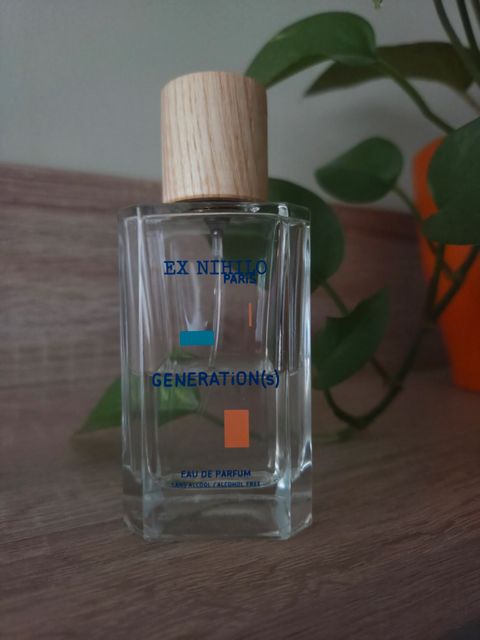 EX NIHILO
PARIS
GENERATiON(s)
EAU DE PARFUM
SANS ALCOOL / ALCOHOL FREE